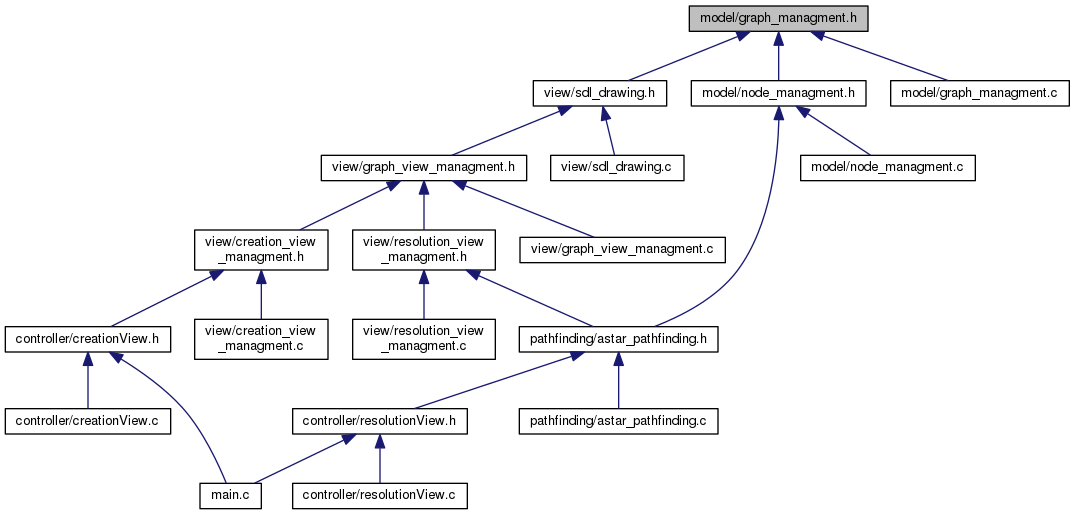 model/graph_managment.h
view/sdl_drawing.h
model/node_managment.h
model/graph_managment.c
view/graph_view_managment.h
view/sdl_drawing.c
model/node_managment.c
view/creation_view
_managment.h
view/resolution_view
_managment.h
view/graph_view_managment.c
controller/creationView.h
view/creation_view
_managment.c
view/resolution_view
_managment.c
pathfinding/astar_pathfinding.h
controller/creationView.c
controller/resolutionView.h
pathfinding/astar_pathfinding.c
main.c
controller/resolutionView.c